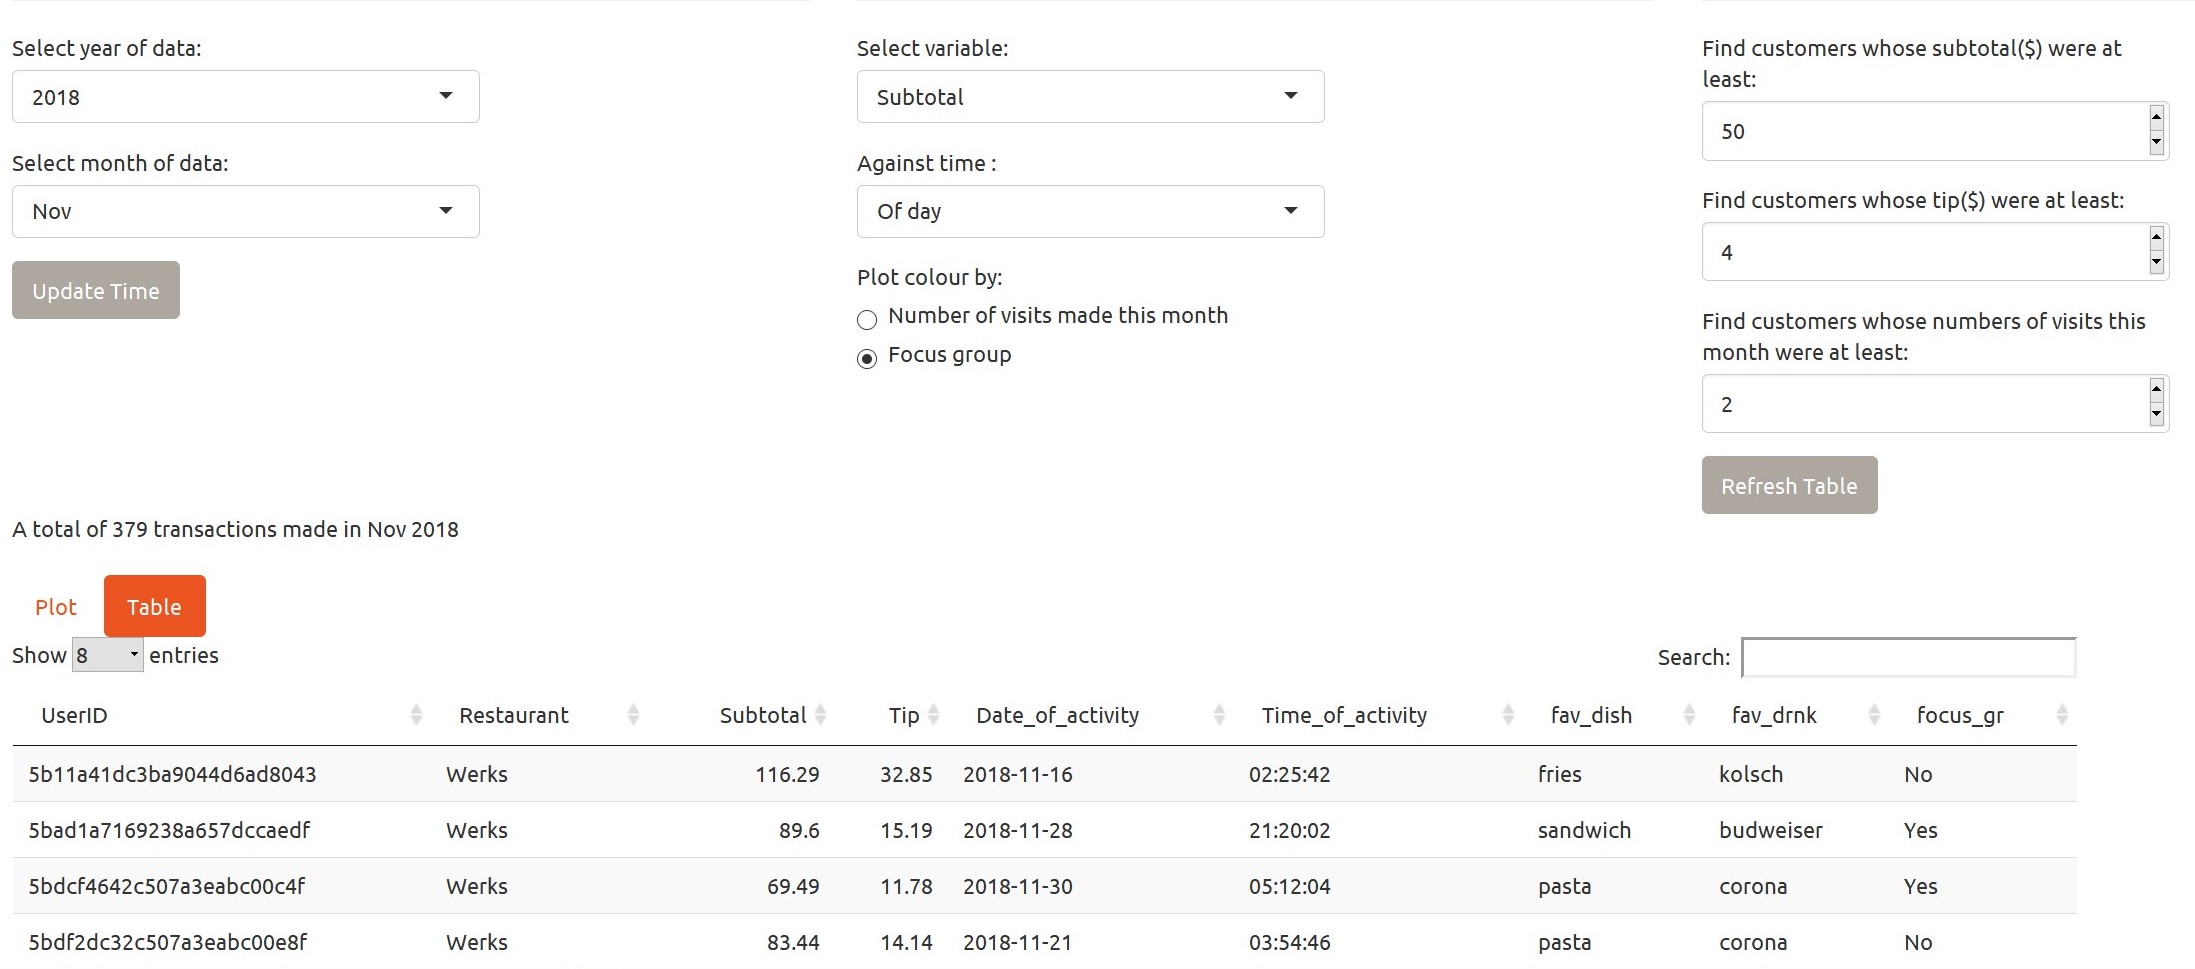 Select year of data:
2018
Select month of data:
Nov
Update Time
Select variable:
Subtotal
Against time :
Of day
Plot colour by:
Number of visits made this month
Focus group
Find customers whose subtotal($) were at
least:
50
Find customers whose tip($) were at least:
4
Find customers whose numbers of visits this
month were at least:
2
Refresh Table
A total of 379 transactions made in Nov 2018
Plot Table
Show 8 entries Search:
UserID Restaurant Subtotal Tip Date_of_activity Time_of_activity fav_dish fav_drnk focus_gr
5b11a41dc3ba9044d6ad8043 Werks 116.29 32.85 2018-11-16 02:25:42 fries kolsch No
5bad1a7169238a657dccaedf Werks 89.6 15.19 2018-11-28 21:20:02 sandwich budweiser Yes
5bdcf4642c507a3eabc00c4f Werks 69.49 11.78 2018-11-30 05:12:04 pasta corona Yes
5bdf2dc32c507a3eabc00e8f Werks 83.44 14.14 2018-11-21 03:54:46 pasta corona No